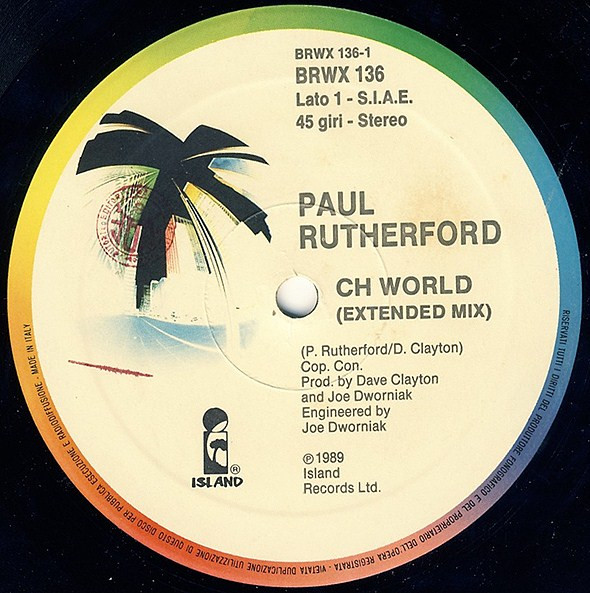 BRWX 136-1
BRWX 136
Lato 1 - S.I.A.E.
45 giri - Stereo
PAUL
RUTHERFORD
CH WORLD
(EXTENDED MIX)
(P. Rutherford/D. Clayton)
Cop. Con.
Prod. by Dave Clayton
and Joe Dworniak
Engineered by
Joe Dworniak
℗ 1989
Island
Records Ltd.
ISLAND ®
RISERVATI TUTTI I DIRITTI DEL PRODUTTORE FONOGRAFICO E DEL PROPRIETARIO DELL'OPERA REGISTRATA - VIETATA DUPLICAZIONE UTILIZZAZIONE DI QUESTO DISCO PER PUBBLICA ESECUZIONE E RADIODIFFUSIONE - MADE IN ITALY